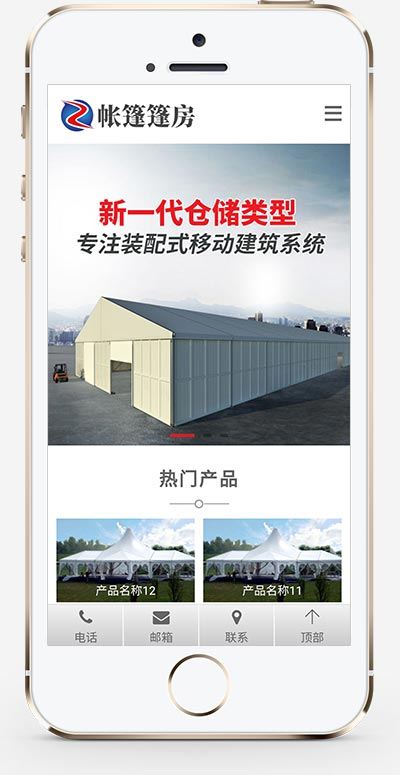 帐篷篷房
新一代仓储类型
专注装配式移动建筑系统
热门产品
产品名称12
产品名称11
电话
邮箱
联系
顶部